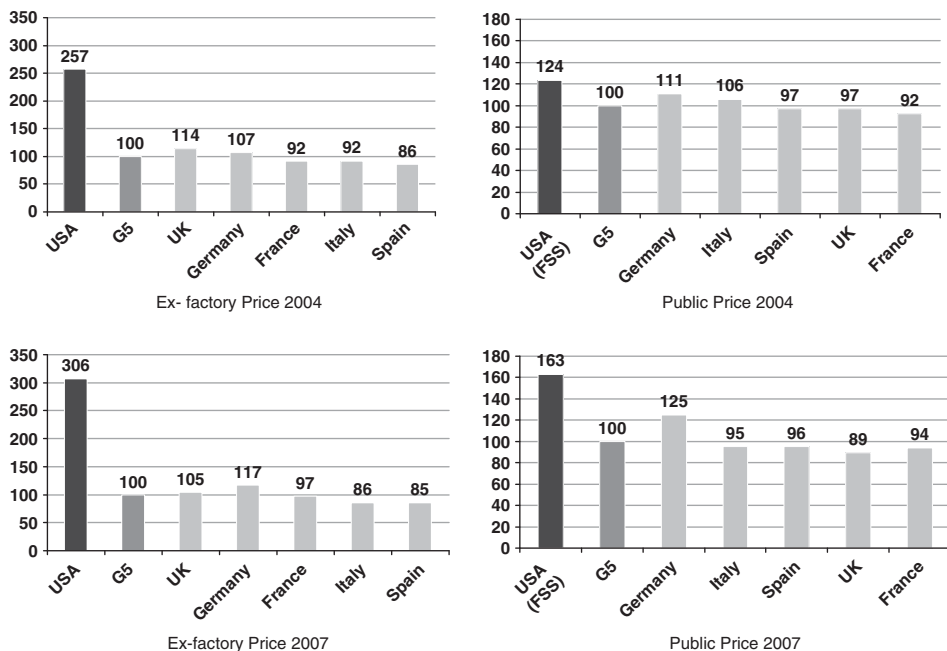 350
300
250
200
150
100
50
0
257
100
114
107
92
92
86
USA
G5
UK
Germany
France
Italy
Spain
Ex- factory Price 2004
180
160
140
120
100
80
60
40
20
0
124
100
111
106
97
97
92
USA
(FSS)
G5
Germany
Italy
Spain
UK
France
Public Price 2004
350
300
250
200
150
100
50
0
306
100
105
117
97
86
85
USA
G5
UK
Germany
France
Italy
Spain
Ex-factory Price 2007
180
160
140
120
100
80
60
40
20
0
163
100
125
95
96
89
94
USA
(FSS)
G5
Germany
Italy
Spain
UK
France
Public Price 2007